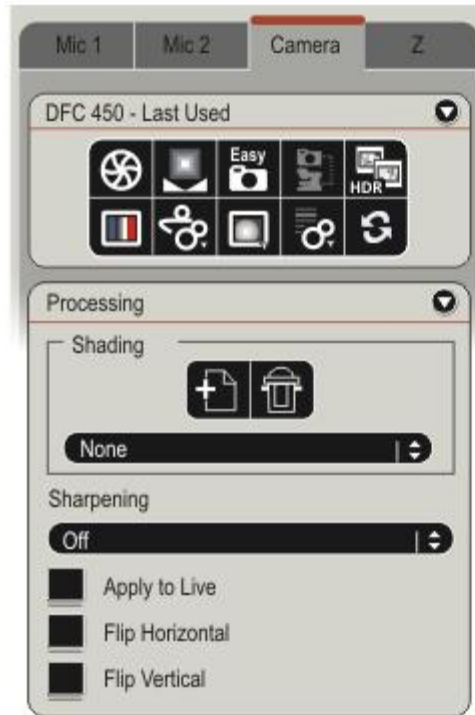 Mic 1 Mic 2 Camera Z
DFC 450 - Last Used
Easy
HDR
Processing
Shading
None
Sharpening
Off
Apply to Live
Flip Horizontal
Flip Vertical